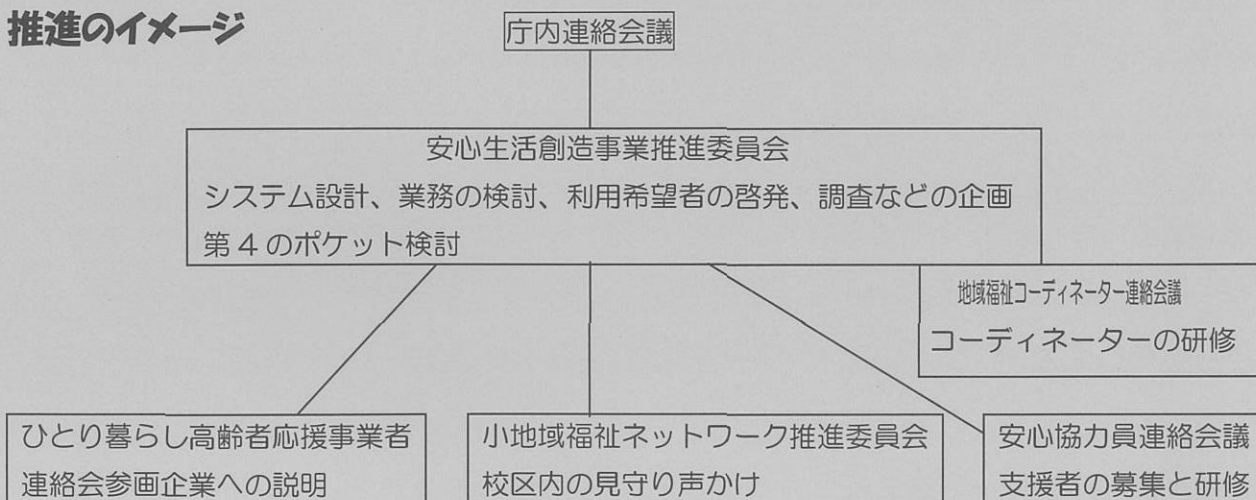 推進のイメージ
庁内連絡会議
安心生活創造事業推進委員会
システム設計、業務の検討、利用希望者の啓発、調査などの企画
第4のポケット検討
地域福祉コーディネーター連絡会議
コーディネーターの研修
ひとり暮らし高齢者応援事業者
連絡会参画企業への説明
小地域福祉ネットワーク推進委員会
校区内の見守り声かけ
安心協力員連絡会議
支援者の募集と研修